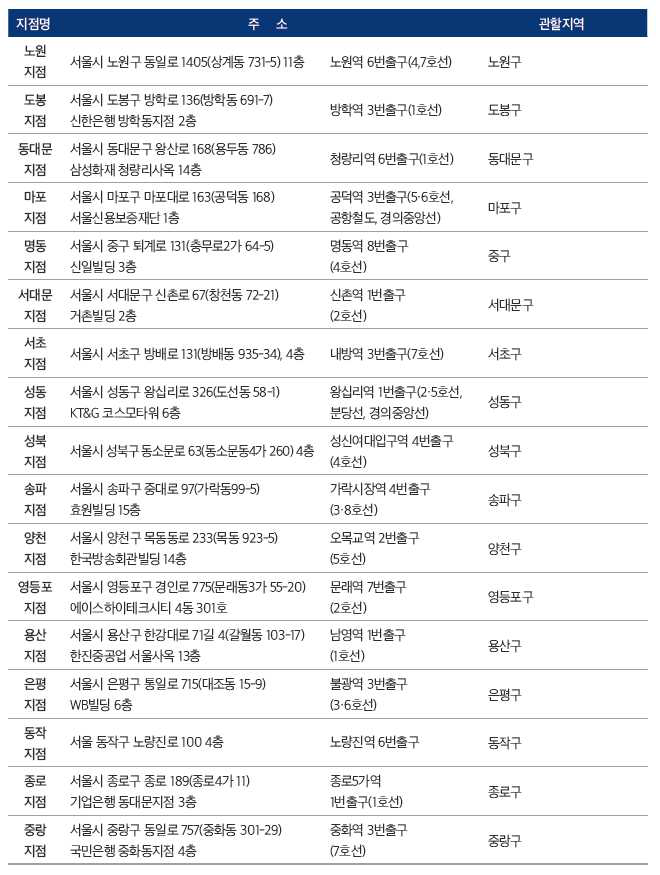 지점명 주 소 관할지역
노원 지점 서울시 노원구 동일로 1405(상계동 731-5) 11층 노원역 6번출구(4,7호선) 노원구
도봉 지점 서울시 도봉구 방학로 136(방학동 691-7)
신한은행 방학동지점 2층 방학역 3번출구(1호선) 도봉구
동대문 지점 서울시 동대문구 왕산로 168(용두동 786)
삼성화재 청량리사옥 14층 청량리역 6번출구(1호선) 동대문구
마포 지점 서울시 마포구 마포대로 163(공덕동 168)
서울신용보증재단 1층 공덕역 3번출구(5·6호선,
공항철도, 경의중앙선) 마포구
명동 지점 서울시 중구 퇴계로 131(충무로2가 64-5)
신일빌딩 3층 명동역 8번출구
(4호선) 중구
서대문 지점 서울시 서대문구 신촌로 67(창천동 72-21)
거촌빌딩 2층 신촌역 1번출구
(2호선) 서대문구
서초 지점 서울시 서초구 방배로 131(방배동 935-34), 4층 내방역 3번출구(7호선) 서초구
성동 지점 서울시 성동구 왕십리로 326(도선동 58-1)
KT&G 코스모타워 6층 왕십리역 1번출구(2·5호선,
분당선, 경의중앙선) 성동구
성북 지점 서울시 성북구 동소문로 63(동소문동4가 260) 4층 성신여대입구역 4번출구
(4호선) 성북구
송파 지점 서울시 송파구 중대로 97(가락동99-5)
효원빌딩 15층 가락시장역 4번출구
(3·8호선) 송파구
양천 지점 서울시 양천구 목동동로 233(목동 923-5)
한국방송회관빌딩 14층 오목교역 2번출구
(5호선) 양천구
영등포 지점 서울시 영등포구 경인로 775(문래동3가 55-20)
에이스하이테크시티 4동 301호 문래역 7번출구
(2호선) 영등포구
용산 지점 서울시 용산구 한강대로 71길 4(갈월동 103-17)
한진중공업 서울사옥 13층 남영역 1번출구
(1호선) 용산구
은평 지점 서울시 은평구 통일로 715(대조동 15-9)
WB빌딩 6층 불광역 3번출구
(3·6호선) 은평구
동작 지점 서울 동작구 노량진로 100 4층 노량진역 6번출구 동작구
종로 지점 서울시 종로구 종로 189(종로4가 11)
기업은행 동대문지점 3층 종로5가역
1번출구(1호선) 종로구
중랑 지점 서울시 중랑구 동일로 757(중화동 301-29)
국민은행 중화동지점 4층 중화역 3번출구
(7호선) 중랑구